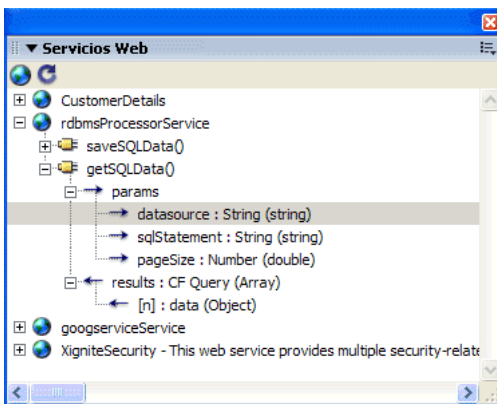 Servicios Web
CustomerDetails
rdbmsProcessorService
saveSQLData()
getSQLData()
params
datasource : String (string)
sqlStatement : String (string)
pageSize : Number (double)
results : CF Query (Array)
[n] : data (Object)
googserviceService
XigniteSecurity - This web service provides multiple security-relate